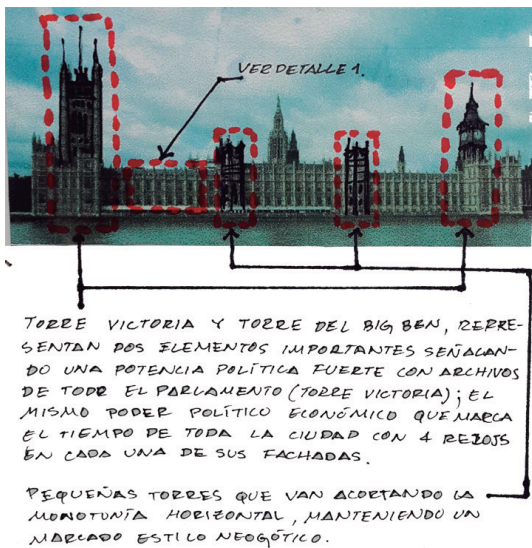 VER DETALLE 1.
TORRE VICTORIA Y TORRE DEL BIG BEN, REPRE-
SENTAN DOS ELEMENTOS IMPORTANTES SEÑALAN-
DO UNA POTENCIA POLÍTICA FUERTE CON ARCHIVOS
DE TODO EL PARLAMENTO (TORRE VICTORIA); EL
MISMO PODER POLÍTICO ECONÓMICO QUE MARCA
EL TIEMPO DE TODA LA CIUDAD CON 4 RELOJS
EN CADA UNA DE SUS FACHADAS.
PEQUEÑAS TORRES QUE VAN ACORTANDO LA
MONOTONÍA HORIZONTAL, MANTENIENDO UN
MARCADO ESTILO NEOGÓTICO.